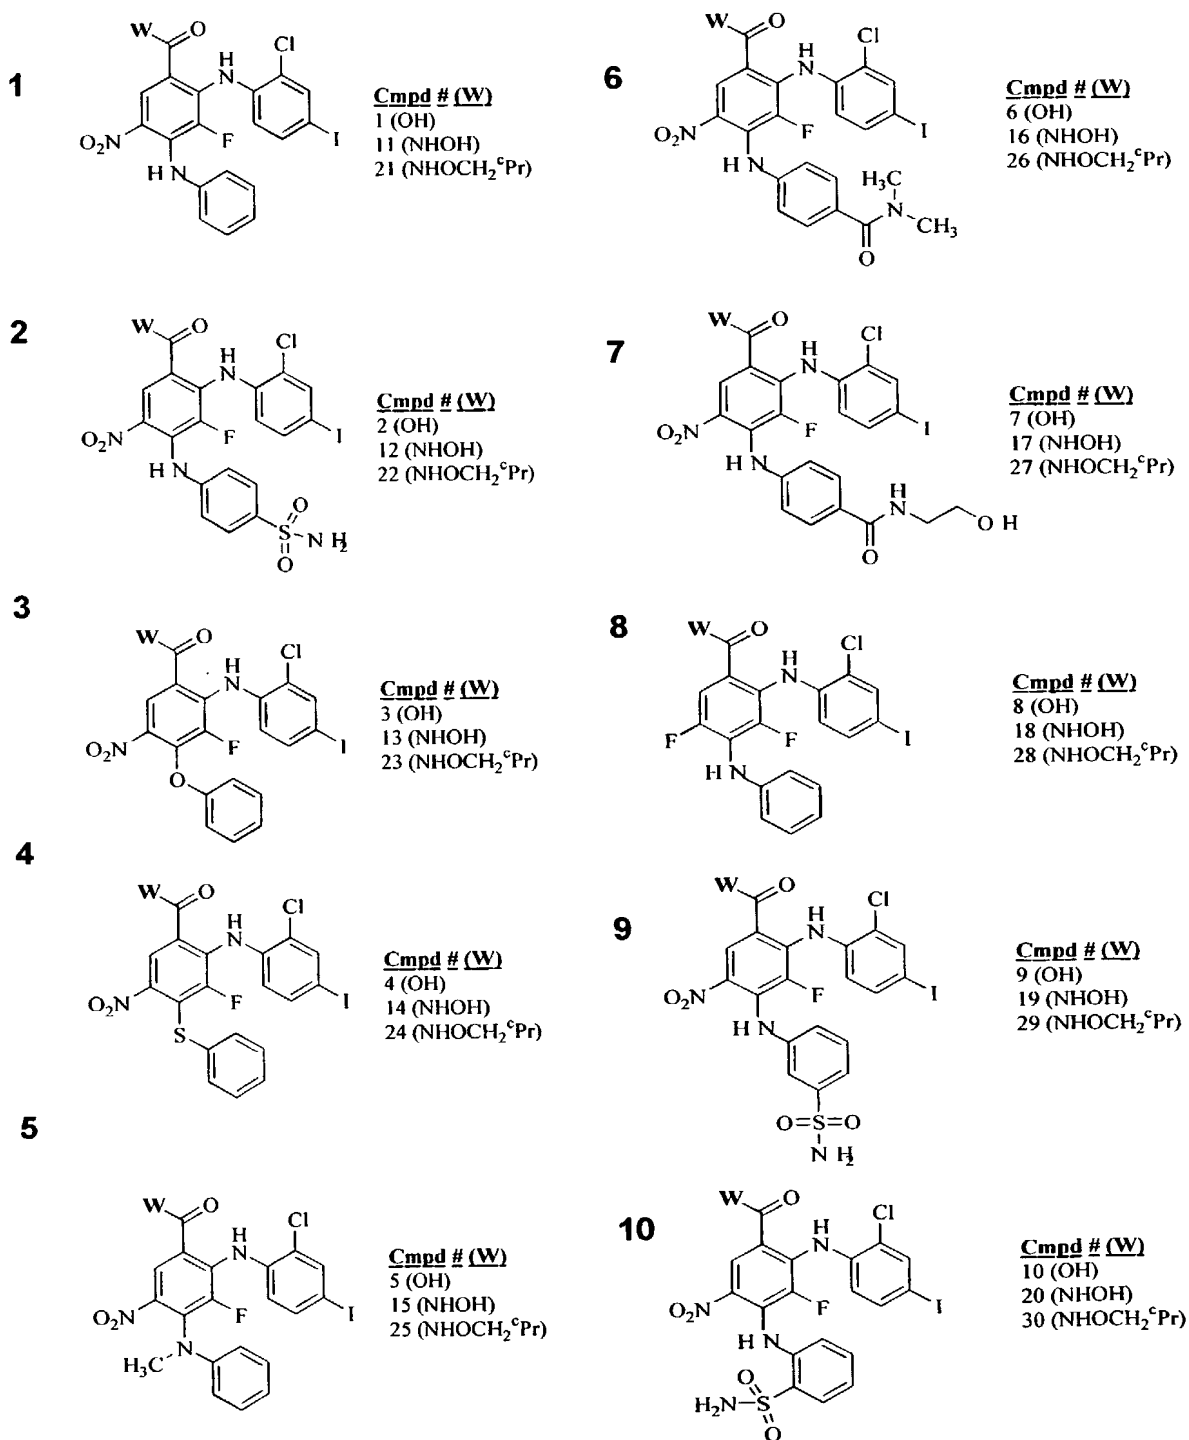 1
W O
Cl
H
N
O₂N F I
H N
Cmpd # (W)
1 (OH)
11 (NHOH)
21 (NHOCH₂ᶜPr)
2
W O
Cl
H
N
O₂N F I
H N
O
S-N H₂
O
Cmpd # (W)
2 (OH)
12 (NHOH)
22 (NHOCH₂ᶜPr)
3
W O
Cl
H
N
O₂N F I
O
Cmpd # (W)
3 (OH)
13 (NHOH)
23 (NHOCH₂ᶜPr)
4
W O
Cl
H
N
O₂N F I
S
Cmpd # (W)
4 (OH)
14 (NHOH)
24 (NHOCH₂ᶜPr)
5
W O
Cl
H
N
O₂N F I
H₃C N
Cmpd # (W)
5 (OH)
15 (NHOH)
25 (NHOCH₂ᶜPr)
6
W O
Cl
H
N
O₂N F I
H N
H₃C
N
CH₃
O
Cmpd # (W)
6 (OH)
16 (NHOH)
26 (NHOCH₂ᶜPr)
7
W O
Cl
H
N
O₂N F I
H N
H
N
O H
O
Cmpd # (W)
7 (OH)
17 (NHOH)
27 (NHOCH₂ᶜPr)
8
W O
Cl
H
N
F F I
H N
Cmpd # (W)
8 (OH)
18 (NHOH)
28 (NHOCH₂ᶜPr)
9
W O
Cl
H
N
O₂N F I
H N
O=S=O
N H₂
Cmpd # (W)
9 (OH)
19 (NHOH)
29 (NHOCH₂ᶜPr)
10
W O
Cl
H
N
O₂N F I
H N
O
H₂N-S
O
Cmpd # (W)
10 (OH)
20 (NHOH)
30 (NHOCH₂ᶜPr)